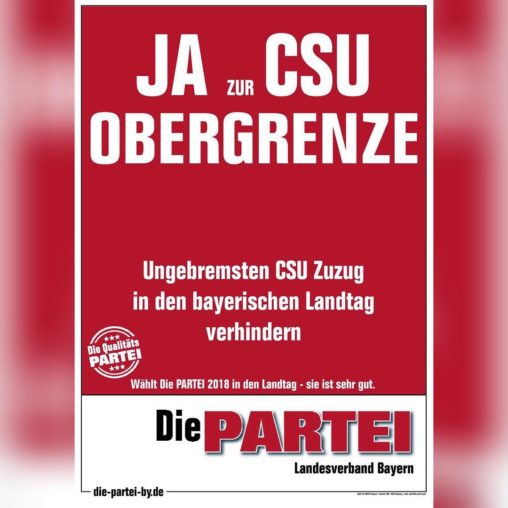 JA ZUR CSU
OBERGRENZE
Ungebremsten CSU Zuzug
in den bayerischen Landtag
verhindern
Die Qualitäts
PARTEI
Wählt Die PARTEI 2018 in den Landtag - sie ist sehr gut.
Die PARTEI
Landesverband Bayern
die-partei-by.de